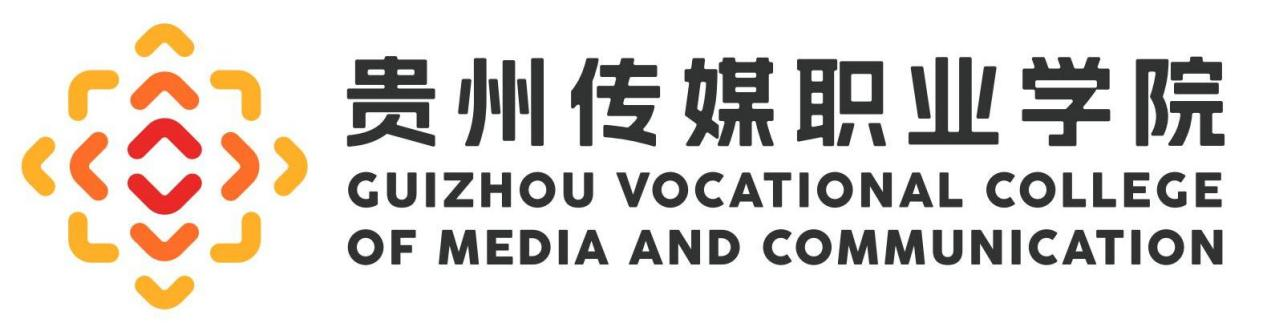 贵州传媒职业学院
GUIZHOU VOCATIONAL COLLEGE
OF MEDIA AND COMMUNICATION